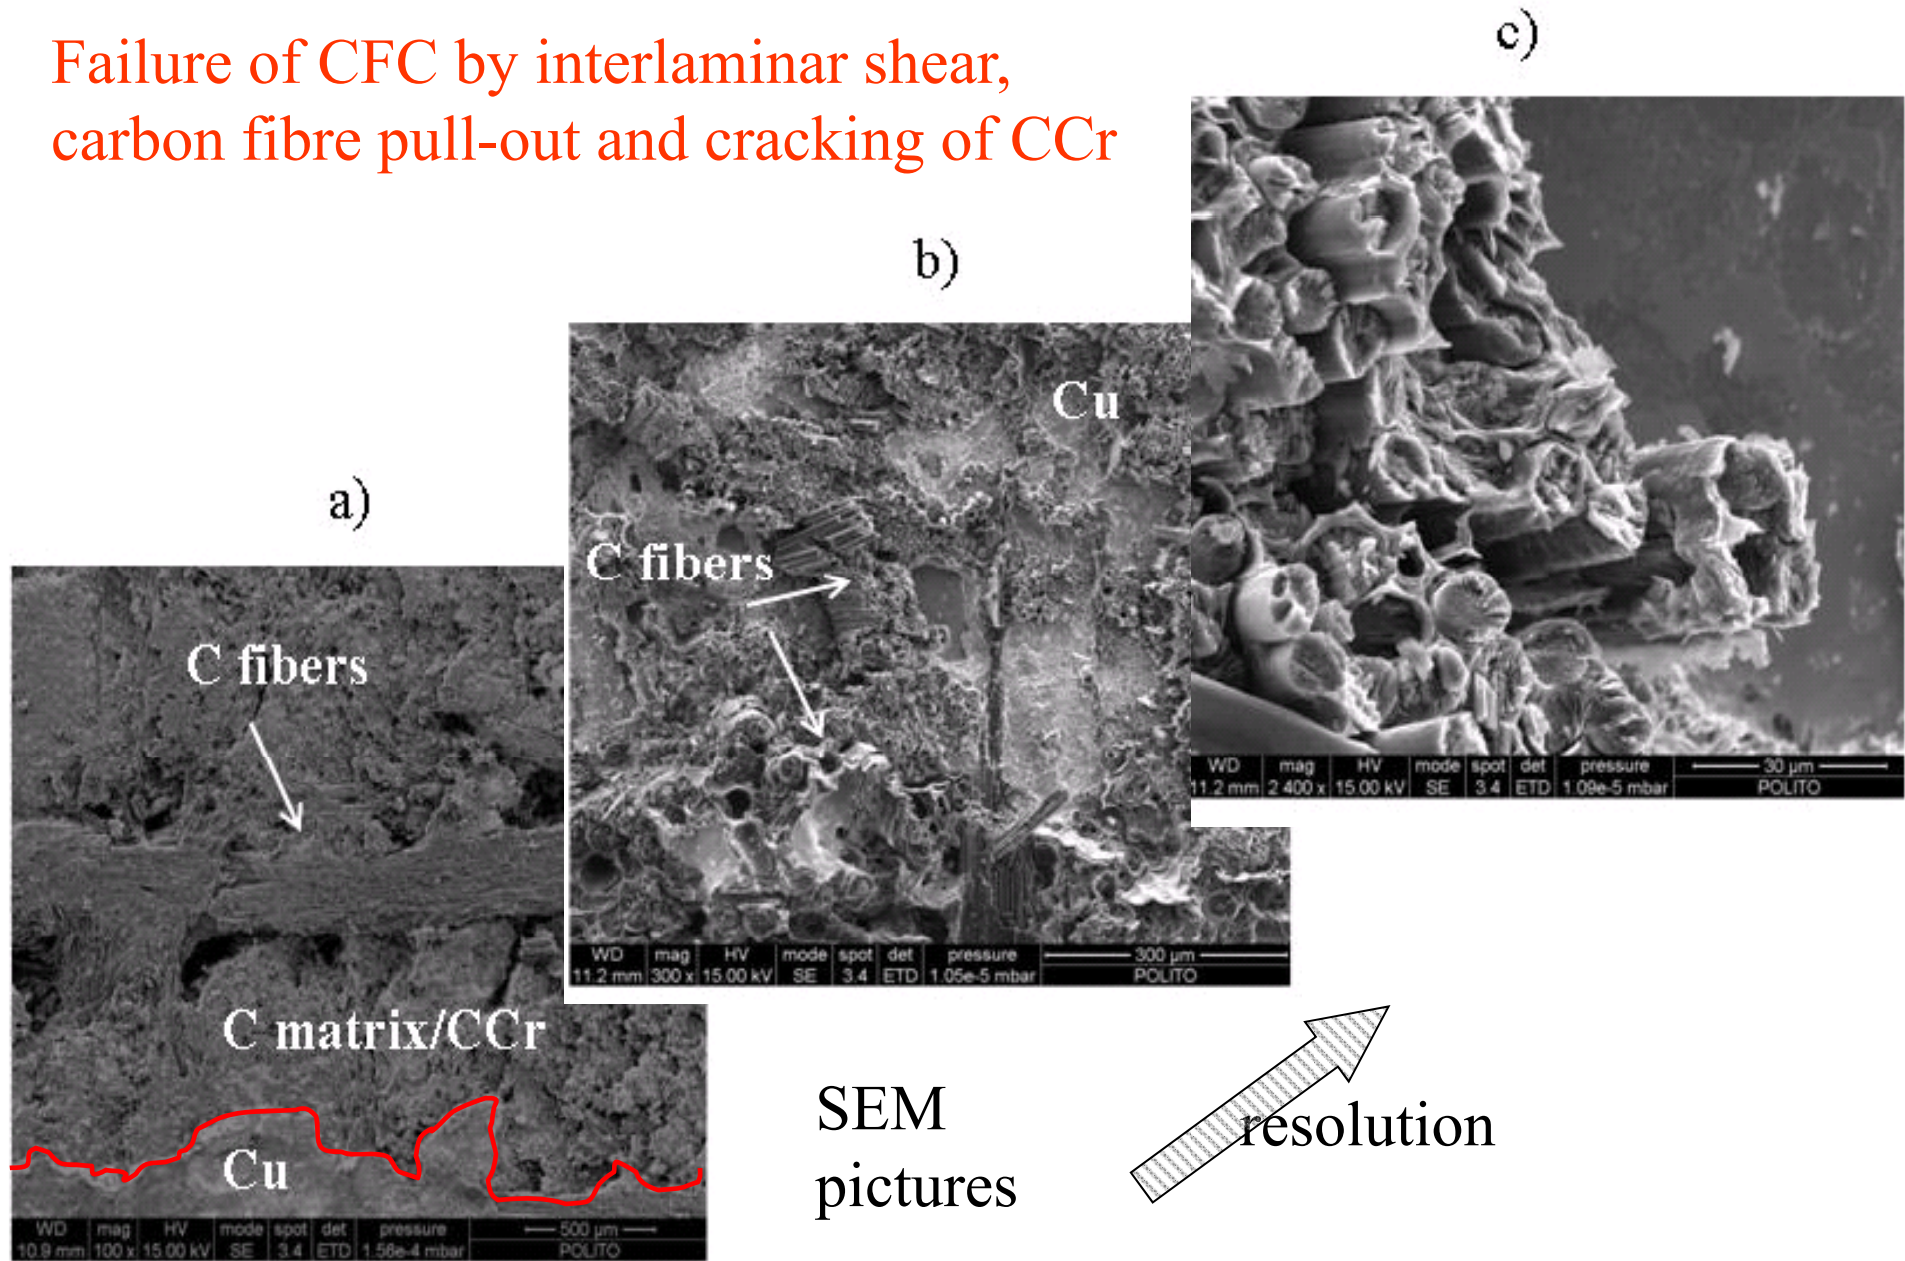 Failure of CFC by interlaminar shear,
carbon fibre pull-out and cracking of CCr
c)
b)
a)
Cu
C fibers
WD mag HV mode spot det pressure 30 µm
11.2 mm 2 400 x 15.00 kV SE 3.4 ETD 1.09e-5 mbar POLITO
C fibers
WD mag HV mode spot det pressure 300 µm
11.2 mm 300 x 15.00 kV SE 3.4 ETD 1.05e-5 mbar POLITO
C matrix/CCr
Cu
WD mag HV mode spot det pressure 500 µm
10.9 mm 100 x 15.00 kV SE 3.4 ETD 1.56e-4 mbar POLITO
SEM
pictures
resolution